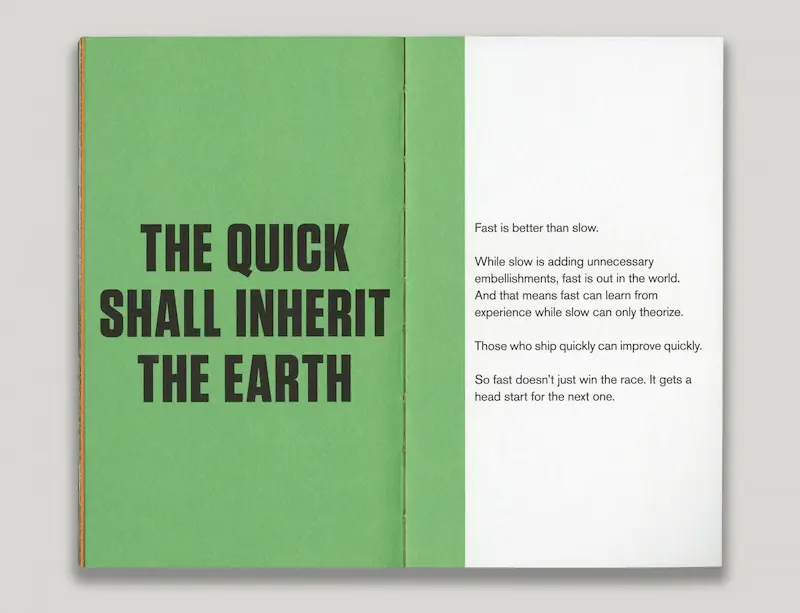 THE QUICK
SHALL INHERIT
THE EARTH
Fast is better than slow.
While slow is adding unnecessary
embellishments, fast is out in the world.
And that means fast can learn from
experience while slow can only theorize.
Those who ship quickly can improve quickly.
So fast doesn't just win the race. It gets a
head start for the next one.